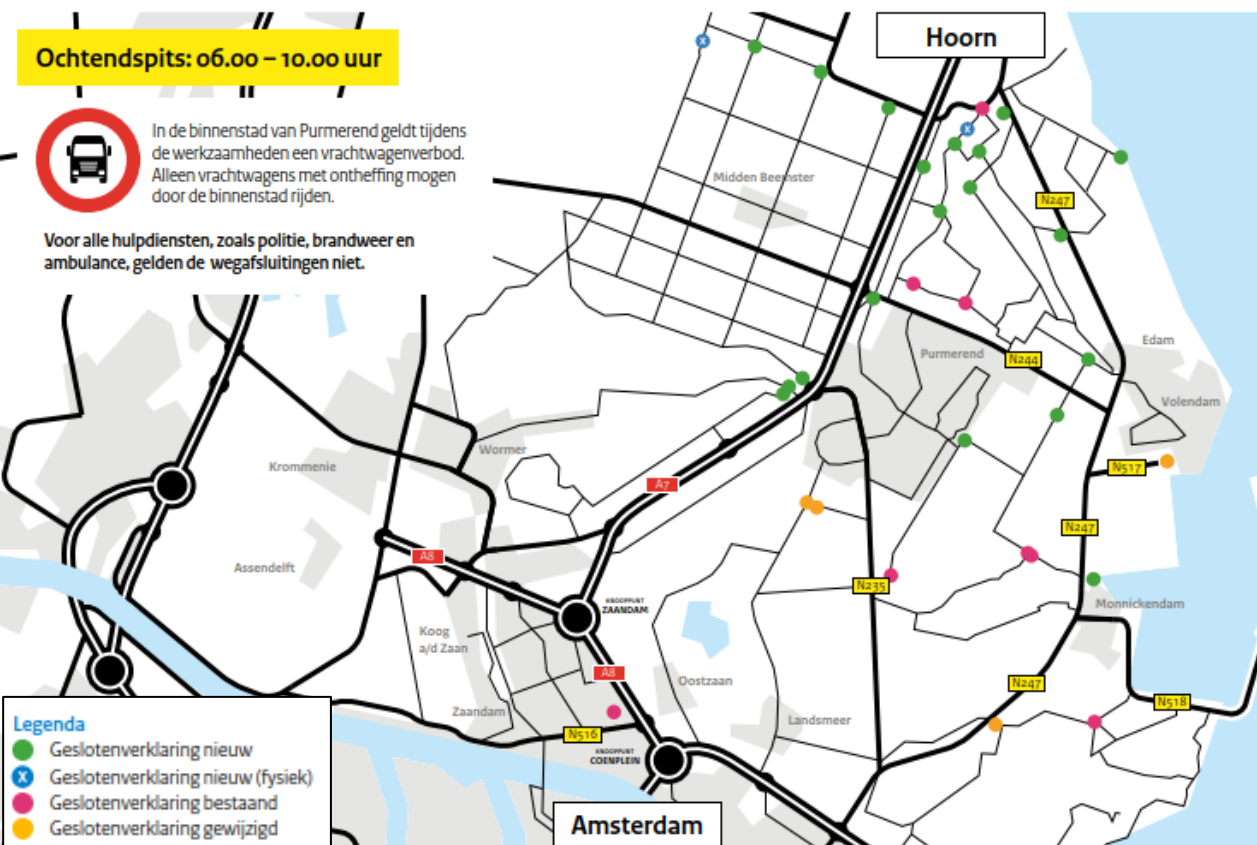 Ochtendspits: 06.00 – 10.00 uur
In de binnenstad van Purmerend geldt tijdens
de werkzaamheden een vrachtwagenverbod.
Alleen vrachtwagens met ontheffing mogen
door de binnenstad rijden.
Voor alle hulpdiensten, zoals politie, brandweer en
ambulance, gelden de wegafsluitingen niet.
Hoorn
Midden Beemster
N247
Purmerend
N244
Edam
Volendam
Krommenie
Wormer
A7
N517
N247
A8
Assendelft
N235
KNOOPPUNT
ZAANDAM
Monnickendam
Koog
a/d Zaan
A8
Oostzaan
N247
N518
Zaandam
N516
Landsmeer
KNOOPPUNT
COENPLEIN
Amsterdam
Legenda
Geslotenverklaring nieuw
X Geslotenverklaring nieuw (fysiek)
Geslotenverklaring bestaand
Geslotenverklaring gewijzigd
X
X